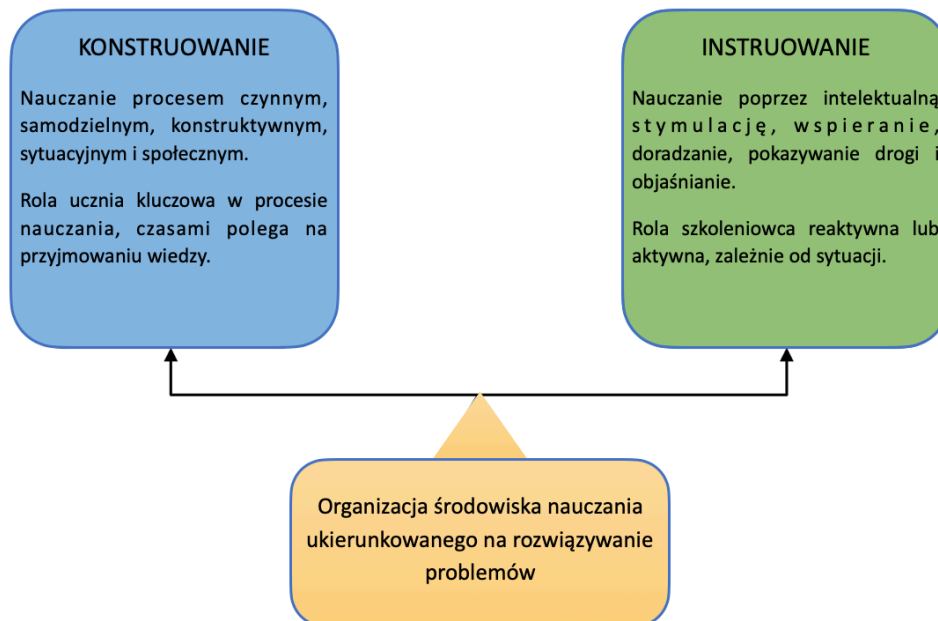 KONSTRUOWANIE
Nauczanie procesem czynnym,
samodzielnym, konstruktywnym,
sytuacyjnym i społecznym.
Rola ucznia kluczowa w procesie
nauczania, czasami polega na
przyjmowaniu wiedzy.
INSTRUOWANIE
Nauczanie poprzez intelektualną
stymulację, wspieranie,
doradzanie, pokazywanie drogi i
objaśnianie.
Rola szkoleniowca reaktywna lub
aktywna, zależnie od sytuacji.
Organizacja środowiska nauczania
ukierunkowanego na rozwiązywanie
problemów